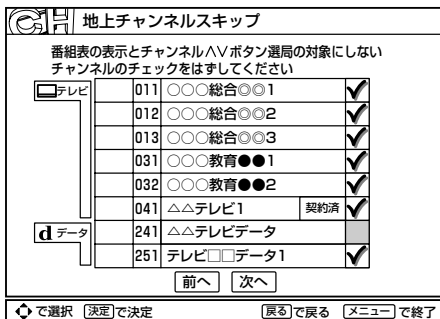 CH 地上チャンネルスキップ
番組表の表示とチャンネル∧∨ボタン選局の対象にしない
チャンネルのチェックをはずしてください
テレビ 011 ○○○総合◎◎1 ✓
012 ○○○総合◎◎2 ✓
013 ○○○総合◎◎3 ✓
031 ○○○教育●●1 ✓
032 ○○○教育●●2 ✓
041 △△テレビ1 契約済 ✓
d データ 241 △△テレビデータ
251 テレビ□□データ1 ✓
前へ 次へ
で選択 決定で決定 戻るで戻る メニューで終了